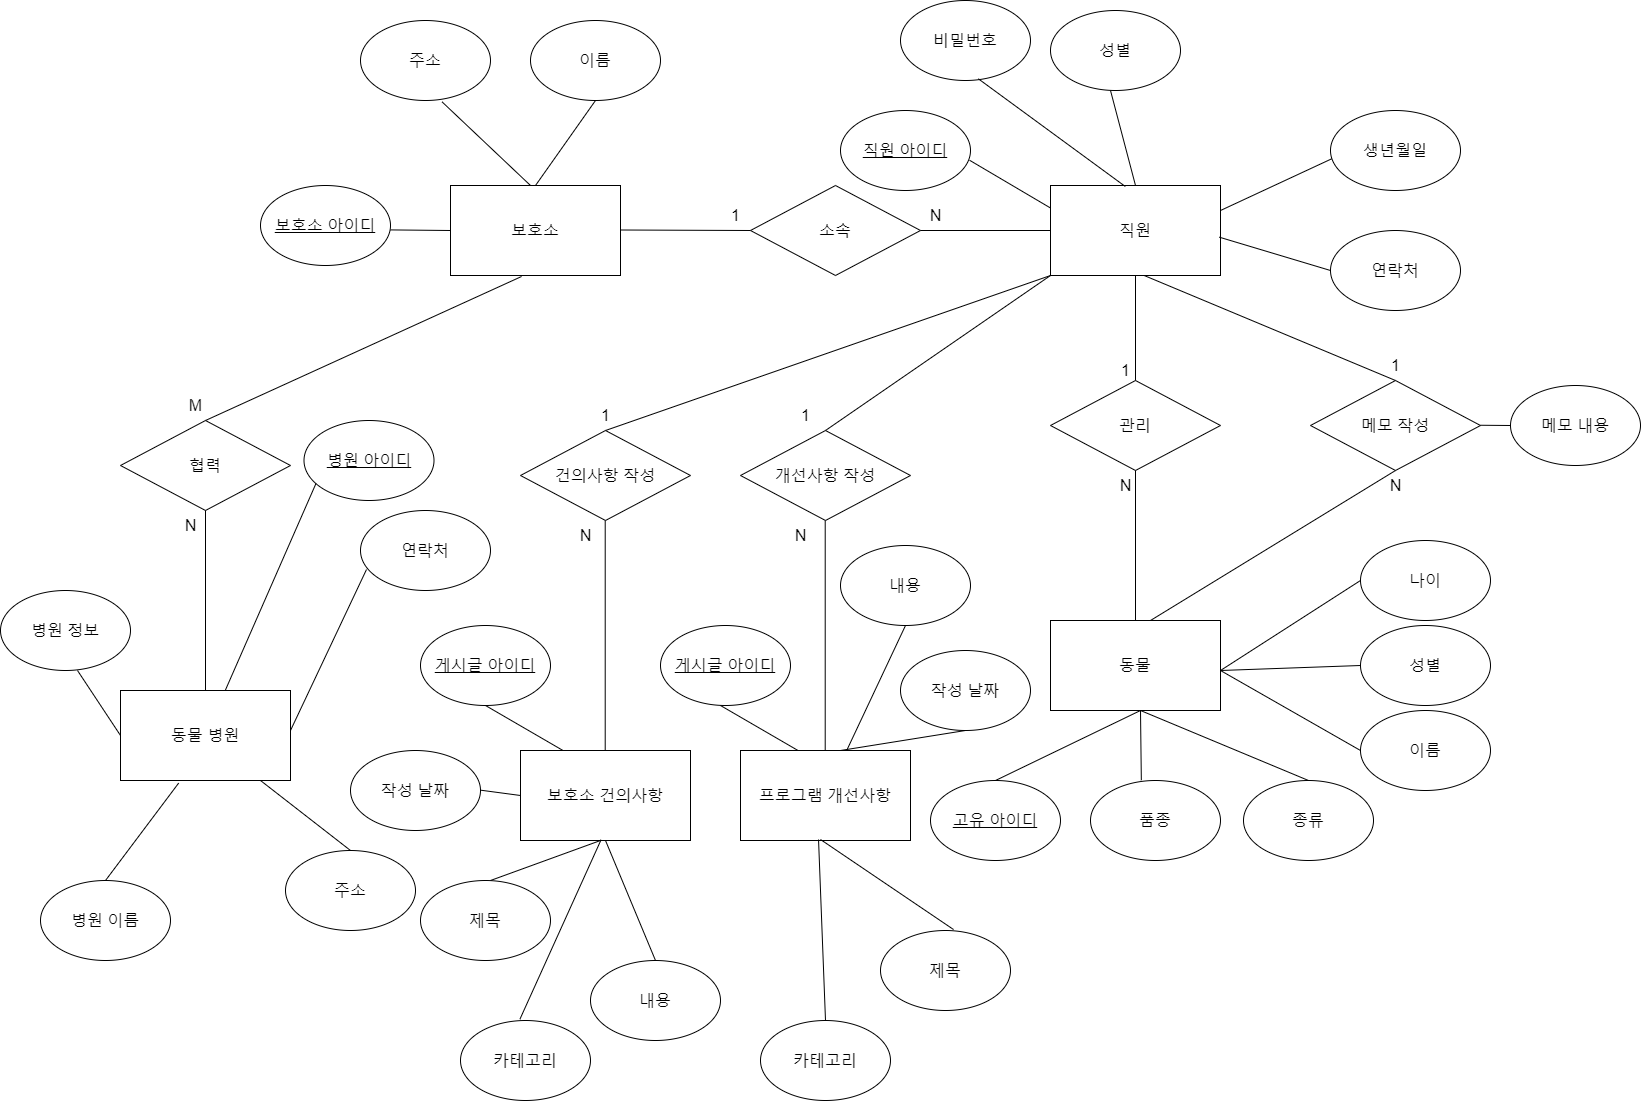 비밀번호
성별
주소
이름
직원 아이디
생년월일
보호소 아이디
보호소
1
소속
N
직원
연락처
1
1
M
1
1
관리
메모 작성
메모 내용
협력
병원 아이디
건의사항 작성
개선사항 작성
N
N
N
N
N
연락처
내용
나이
병원 정보
게시글 아이디
게시글 아이디
작성 날짜
동물
성별
동물 병원
이름
작성 날짜
보호소 건의사항
프로그램 개선사항
고유 아이디
품종
종류
주소
병원 이름
제목
제목
내용
카테고리
카테고리